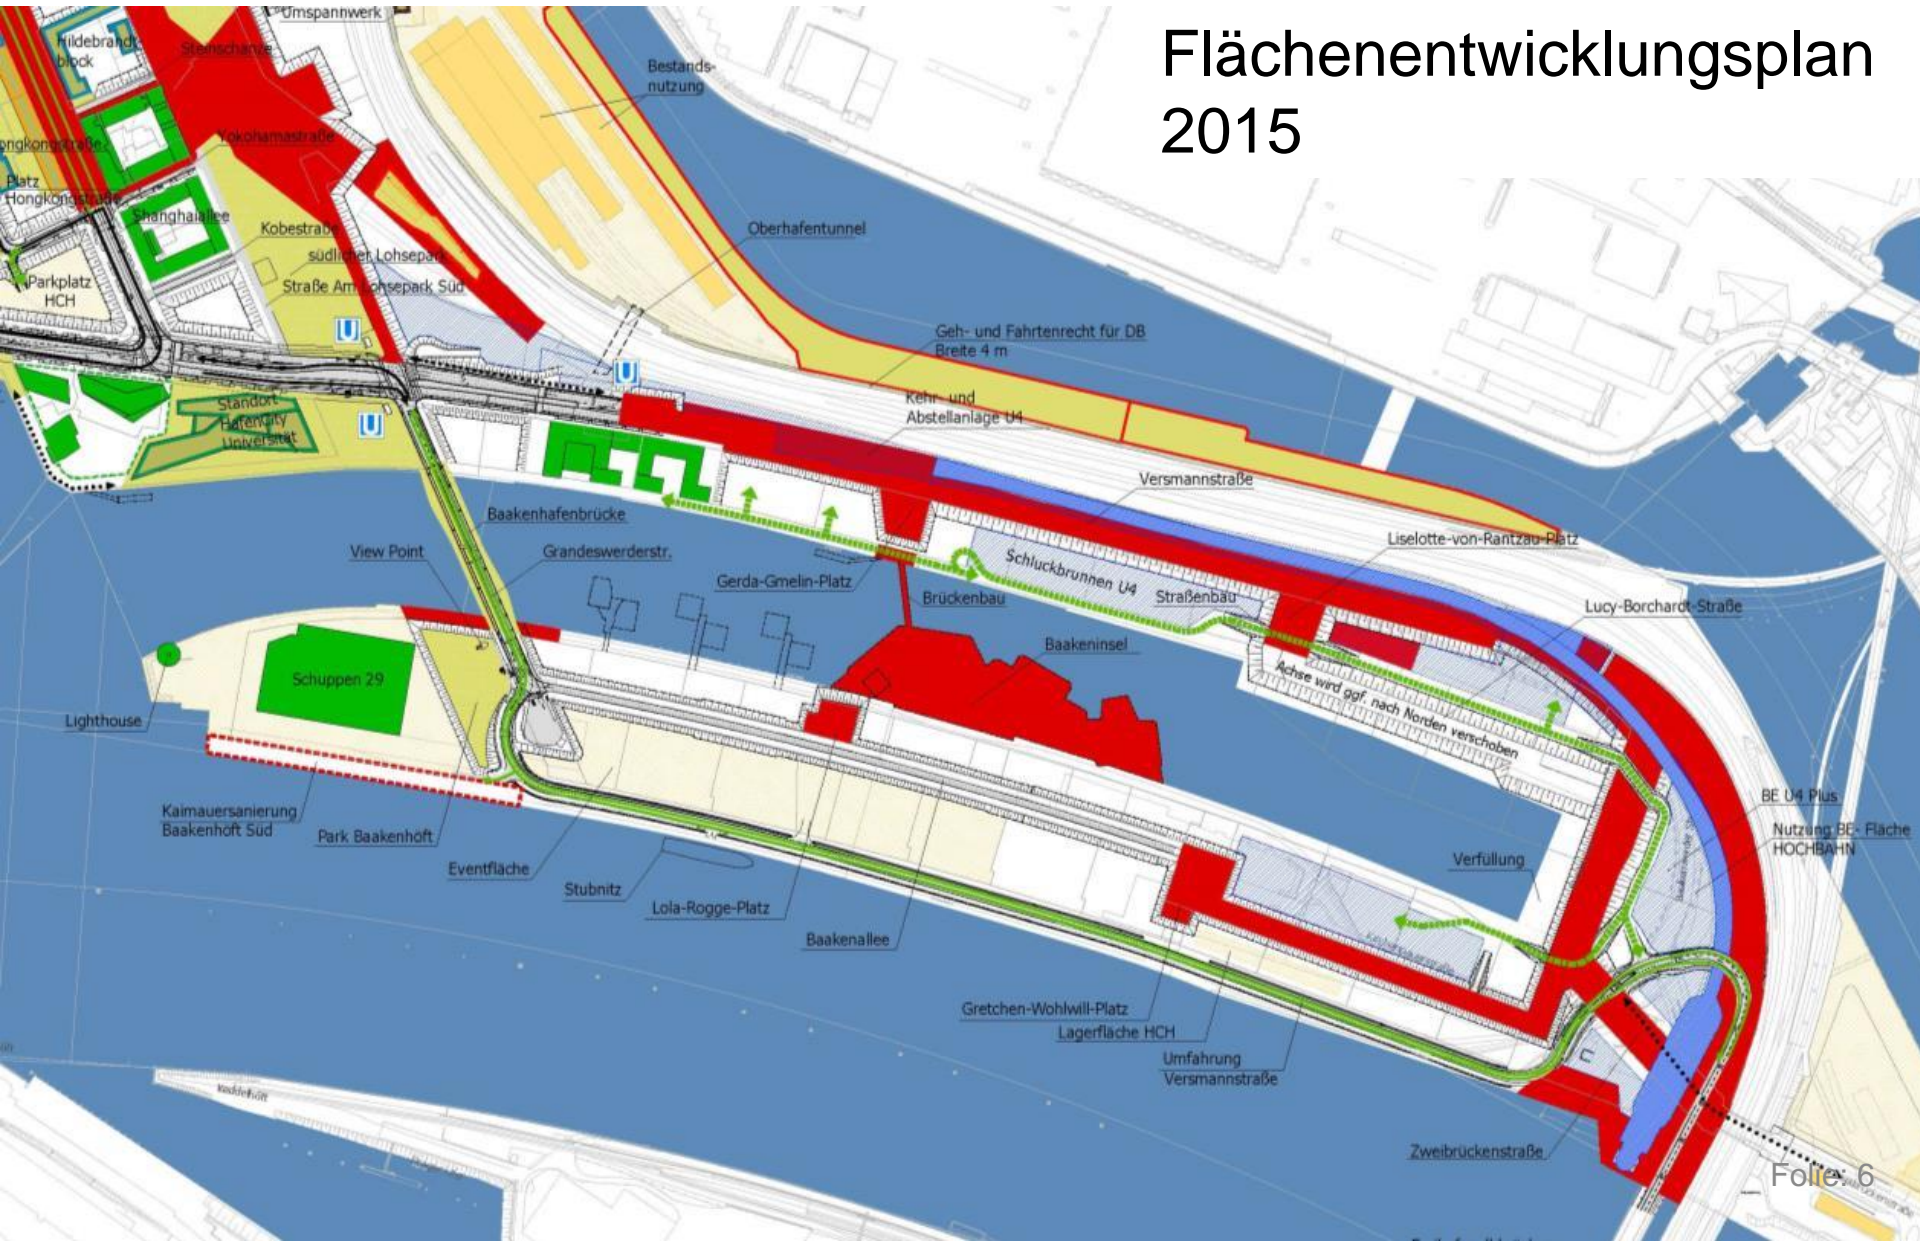 Flächenentwicklungsplan
2015
Umspannwerk
Hildebrandt-
block
Steinschanze
Bestands-
nutzung
Yokohamastraße
Platz
Hongkongstraße
Shanghaiallee
Kobestraße
Oberhafentunnel
südlicher Lohsepark
Straße Am Lohsepark Süd
Parkplatz
HCH
U
U
U
Geh- und Fahrtenrecht für DB
Breite 4 m
Kehr- und
Abstellanlage U4
Standort
HafenCity
Universität
Versmannstraße
Baakenhafenbrücke
Liselotte-von-Rantzau-Platz
View Point
Grandeswerderstr.
Schluckbrunnen U4
Gerda-Gmelin-Platz
Brückenbau
Straßenbau
Lucy-Borchardt-Straße
Baakeninsel
Schuppen 29
Achse wird ggf. nach Norden verschoben
Lighthouse
Kaimauersanierung
Baakenhöft Süd
Park Baakenhöft
BE U4 Plus
Nutzung BE- Fläche
HOCHBAHN
Eventfläche
Verfüllung
Stubnitz
Lola-Rogge-Platz
Baakenallee
Gretchen-Wohlwill-Platz
Lagerfläche HCH
Umfahrung
Versmannstraße
Zweibrückenstraße
Folie: 6